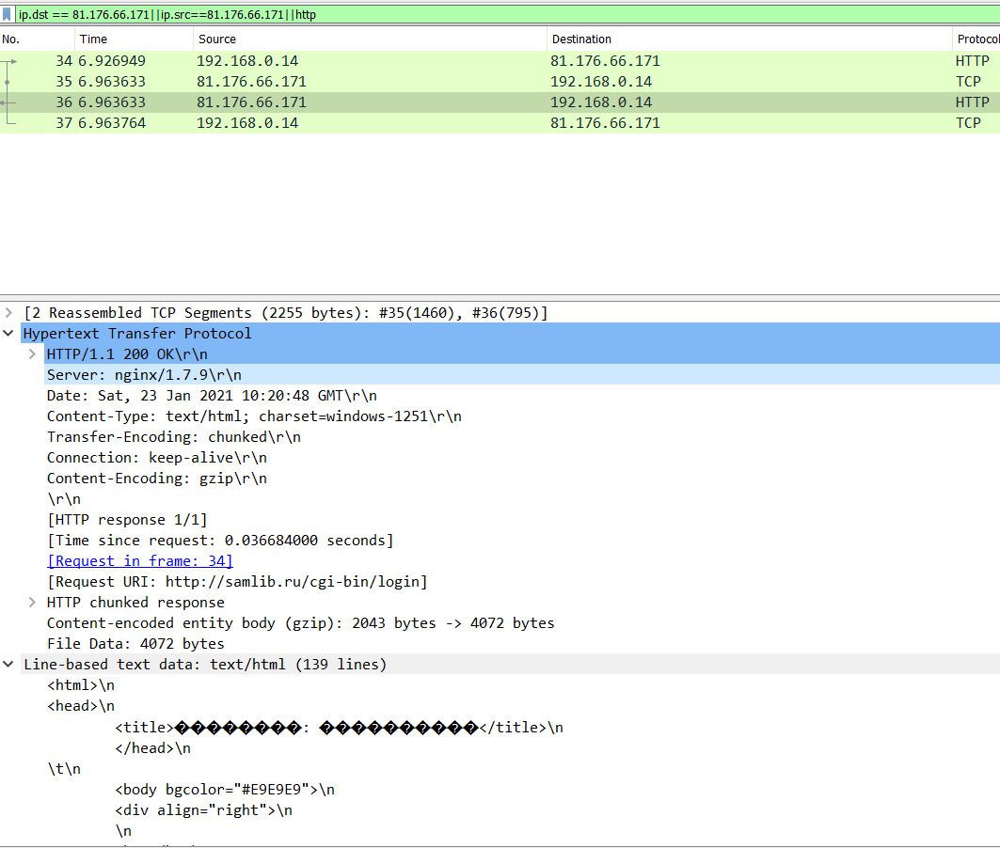 ip.dst == 81.176.66.171||ip.src==81.176.66.171||http
No. Time Source Destination Protocol
34 6.926949 192.168.0.14 81.176.66.171 HTTP
35 6.963633 81.176.66.171 192.168.0.14 TCP
36 6.963633 81.176.66.171 192.168.0.14 HTTP
37 6.963764 192.168.0.14 81.176.66.171 TCP
[2 Reassembled TCP Segments (2255 bytes): #35(1460), #36(795)]
Hypertext Transfer Protocol
HTTP/1.1 200 OK\r\n
Server: nginx/1.7.9\r\n
Date: Sat, 23 Jan 2021 10:20:48 GMT\r\n
Content-Type: text/html; charset=windows-1251\r\n
Transfer-Encoding: chunked\r\n
Connection: keep-alive\r\n
Content-Encoding: gzip\r\n
\r\n
[HTTP response 1/1]
[Time since request: 0.036684000 seconds]
[Request in frame: 34]
[Request URI: http://samlib.ru/cgi-bin/login]
HTTP chunked response
Content-encoded entity body (gzip): 2043 bytes -> 4072 bytes
File Data: 4072 bytes
Line-based text data: text/html (139 lines)
<html>\n
<head>\n
<title>��������: ����������</title>\n
</head>\n
\t\n
<body bgcolor="#E9E9E9">\n
<div align="right">\n
\n